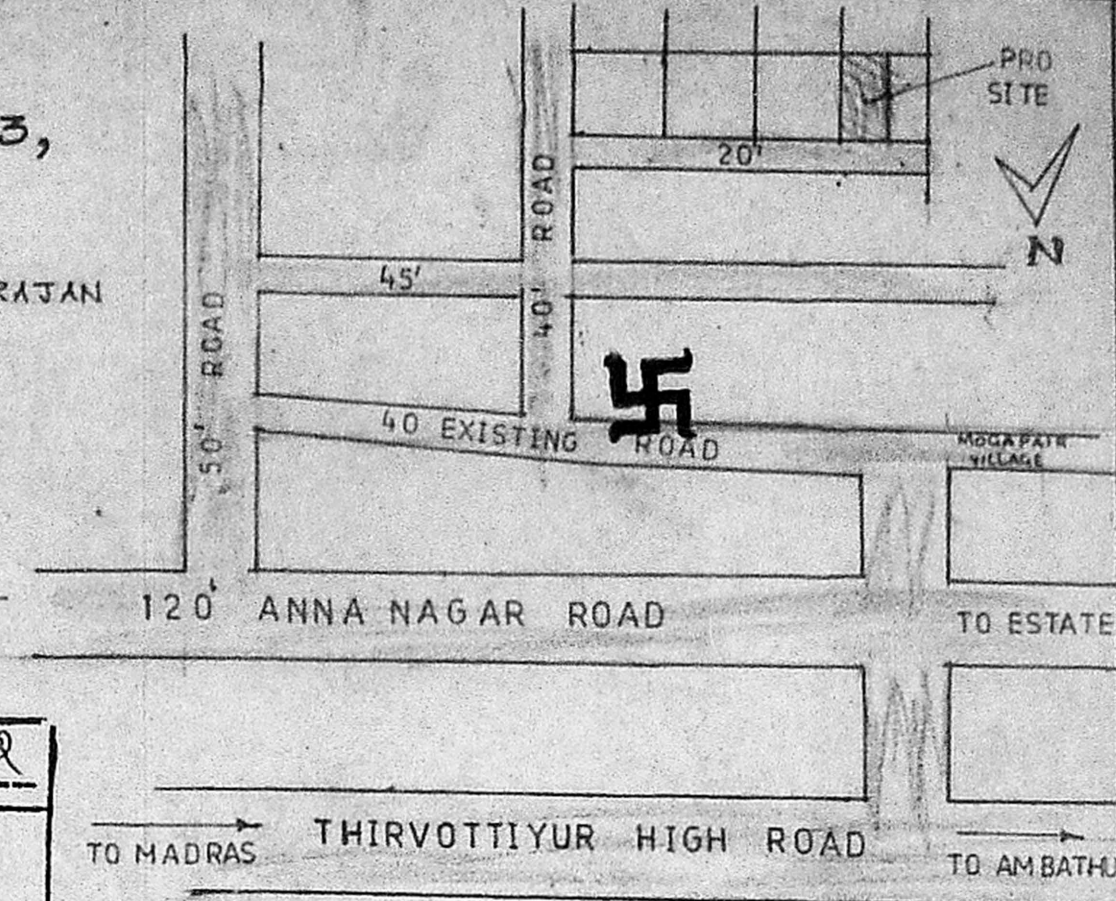 PRO
SITE
3,
20'
ROAD
N
45'
RAJAN
40'
ROAD
40 EXISTING ROAD
50'
MOGAPAIR
VILLAGE
120' ANNA NAGAR ROAD
TO ESTATE
THIRVOTTIYUR HIGH ROAD
TO MADRAS
TO AMBATHU